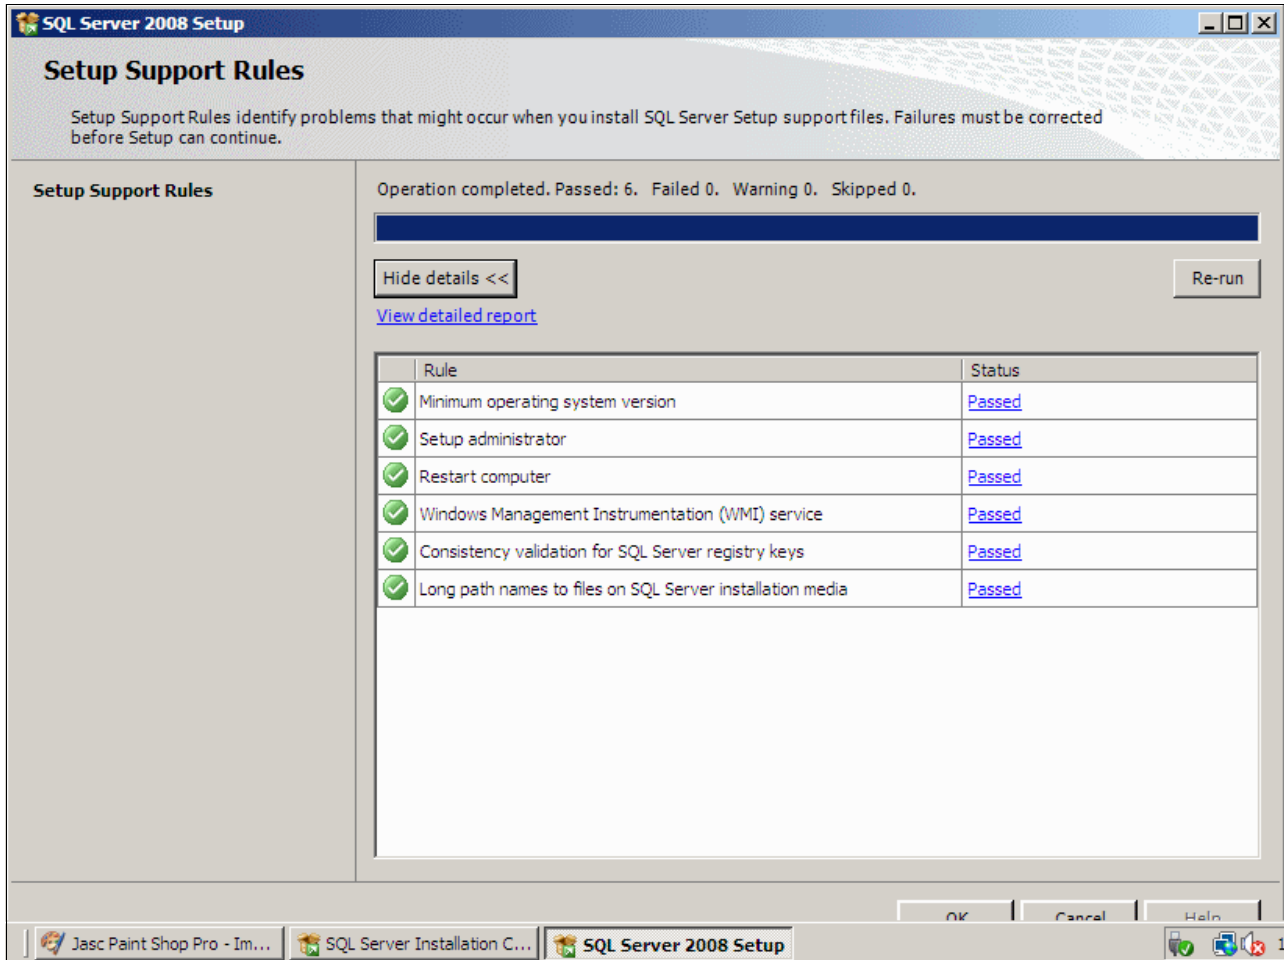 SQL Server 2008 Setup
Setup Support Rules
Setup Support Rules identify problems that might occur when you install SQL Server Setup support files. Failures must be corrected
before Setup can continue.
Setup Support Rules
Operation completed. Passed: 6.   Failed 0.   Warning 0.   Skipped 0.
Hide details <<
Re-run
View detailed report
Rule Status
Minimum operating system version Passed
Setup administrator Passed
Restart computer Passed
Windows Management Instrumentation (WMI) service Passed
Consistency validation for SQL Server registry keys Passed
Long path names to files on SQL Server installation media Passed
OK Cancel Help
Jasc Paint Shop Pro - Im... SQL Server Installation C... SQL Server 2008 Setup 1